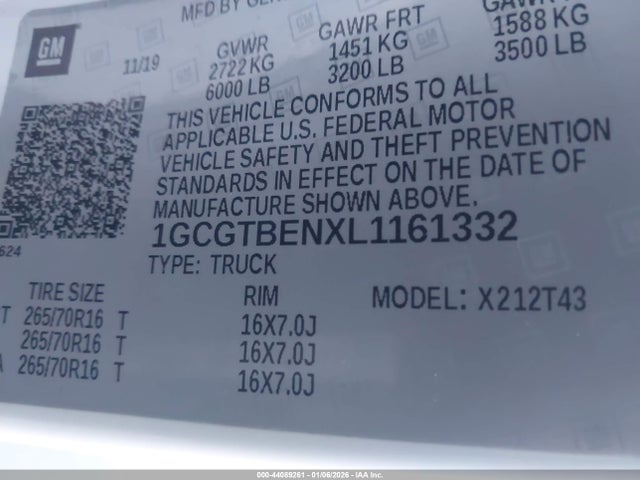 MFD BY GE
GM
11/19
GVWR
2722 KG
6000 LB
GAWR FRT
1451 KG
3200 LB
GAWR
1588 KG
3500 LB
THIS VEHICLE CONFORMS TO ALL
APPLICABLE U.S. FEDERAL MOTOR
VEHICLE SAFETY AND THEFT PREVENTION
STANDARDS IN EFFECT ON THE DATE OF
MANUFACTURE SHOWN ABOVE.
1GCGTBENXL1161332
624
TYPE: TRUCK
TIRE SIZE
RIM
MODEL: X212T43
T 265/70R16 T 16X7.0J
265/70R16 T 16X7.0J
A 265/70R16 T 16X7.0J
000-44089261 - 01/06/2026 - IAA Inc.